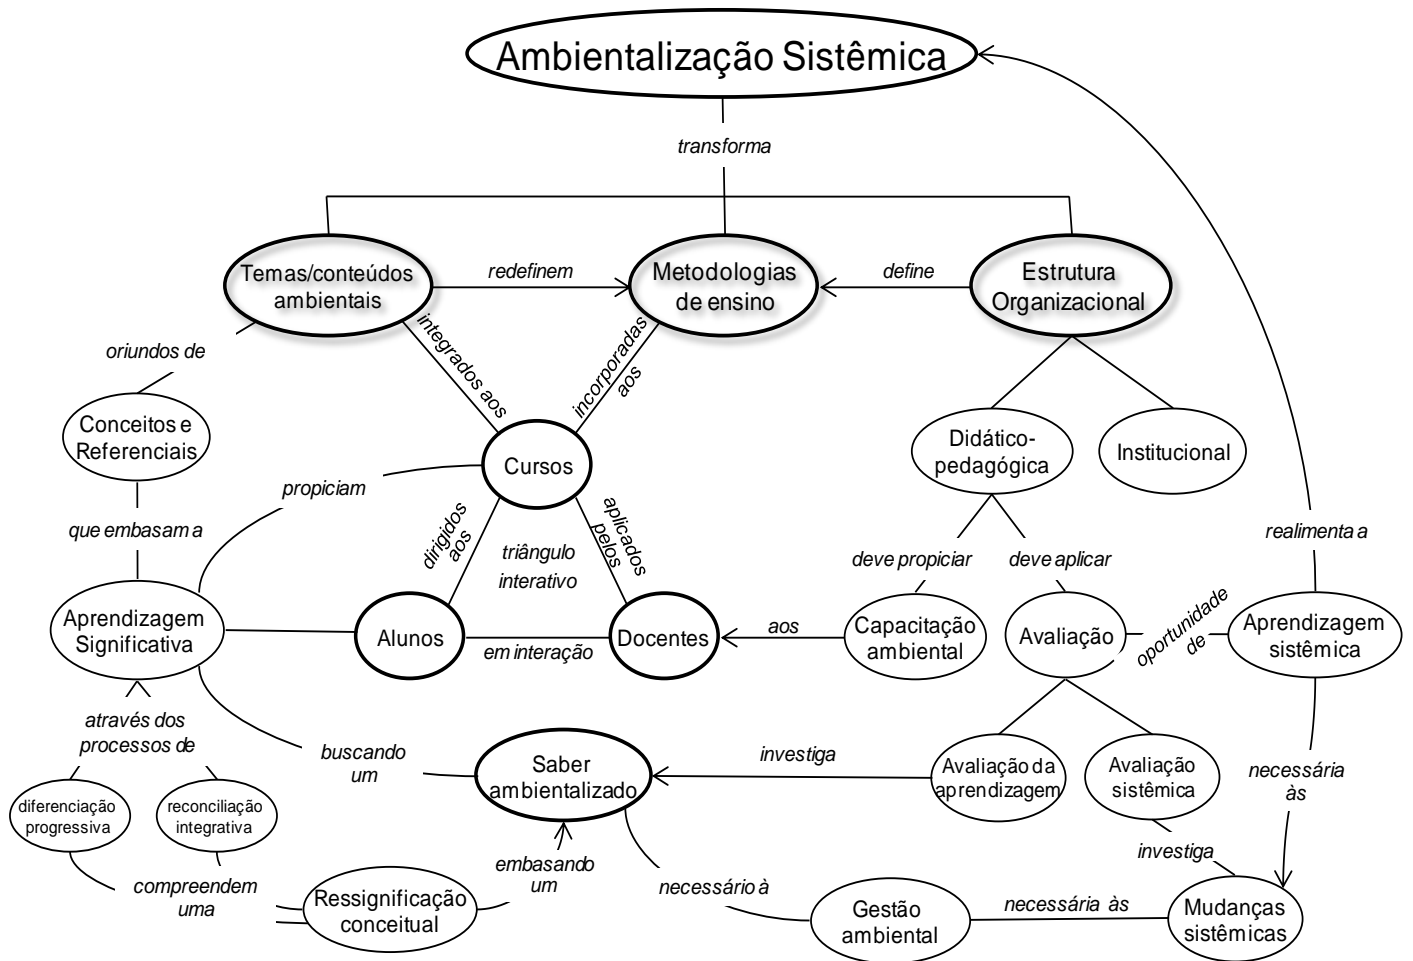 Ambientalização Sistêmica
transforma
Temas/conteúdos
ambientais
redefinem
Metodologias
de ensino
define
Estrutura
Organizacional
oriundos de
integrados aos
incorporadas
aos
Conceitos e
Referenciais
Cursos
Didático-
pedagógica
Institucional
propiciam
que embasam a
dirigidos
aos
triângulo
interativo
aplicados
pelos
deve propiciar
deve aplicar
realimenta a
Aprendizagem
Significativa
Alunos
em interação
Docentes
aos
Capacitação
ambiental
Avaliação
oportunidade
de
Aprendizagem
sistêmica
através dos
processos de
buscando
um
Saber
ambientalizado
investiga
Avaliação da
aprendizagem
Avaliação
sistêmica
necessária
às
diferenciação
progressiva
reconciliação
integrativa
investiga
compreendem
uma
Ressignificação
conceitual
embasando
um
necessário à
Gestão
ambiental
necessária às
Mudanças
sistêmicas